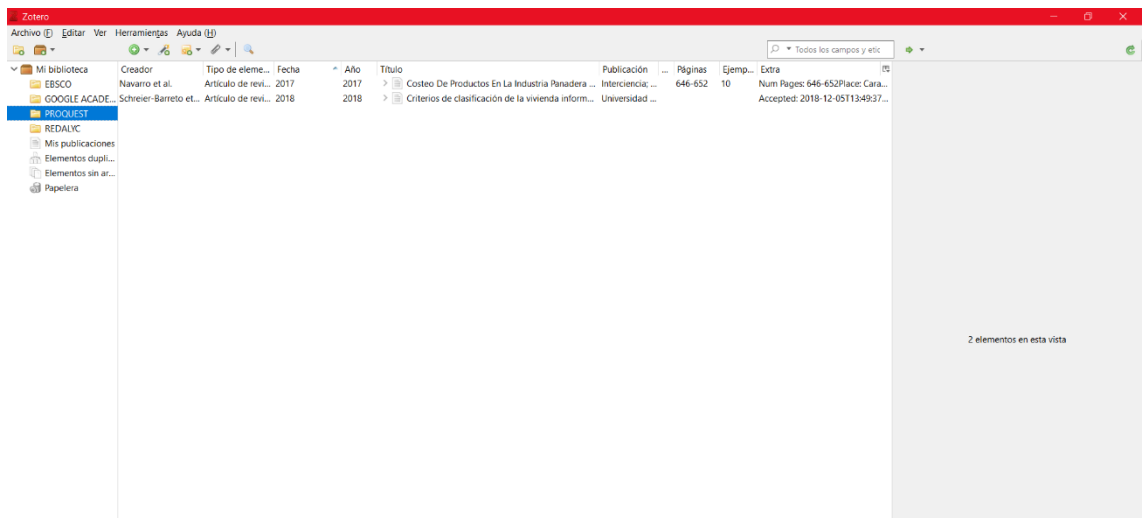 Zotero
Archivo (F) Editar Ver Herramientas Ayuda (H)
Todos los campos y etic
Mi biblioteca Creador Tipo de eleme... Fecha Año Título Publicación ... Páginas Ejemp... Extra
EBSCO Navarro et al. Artículo de revi... 2017 2017 Costeo De Productos En La Industria Panadera ... Interciencia; ... 646-652 10 Num Pages: 646-652Place: Cara...
GOOGLE ACADE... Schreier-Barreto et... Artículo de revi... 2018 2018 Criterios de clasificación de la vivienda inform... Universidad ... Accepted: 2018-12-05T13:49:37...
PROQUEST
REDALYC
Mis publicaciones
Elementos dupli...
Elementos sin ar...
Papelera
2 elementos en esta vista